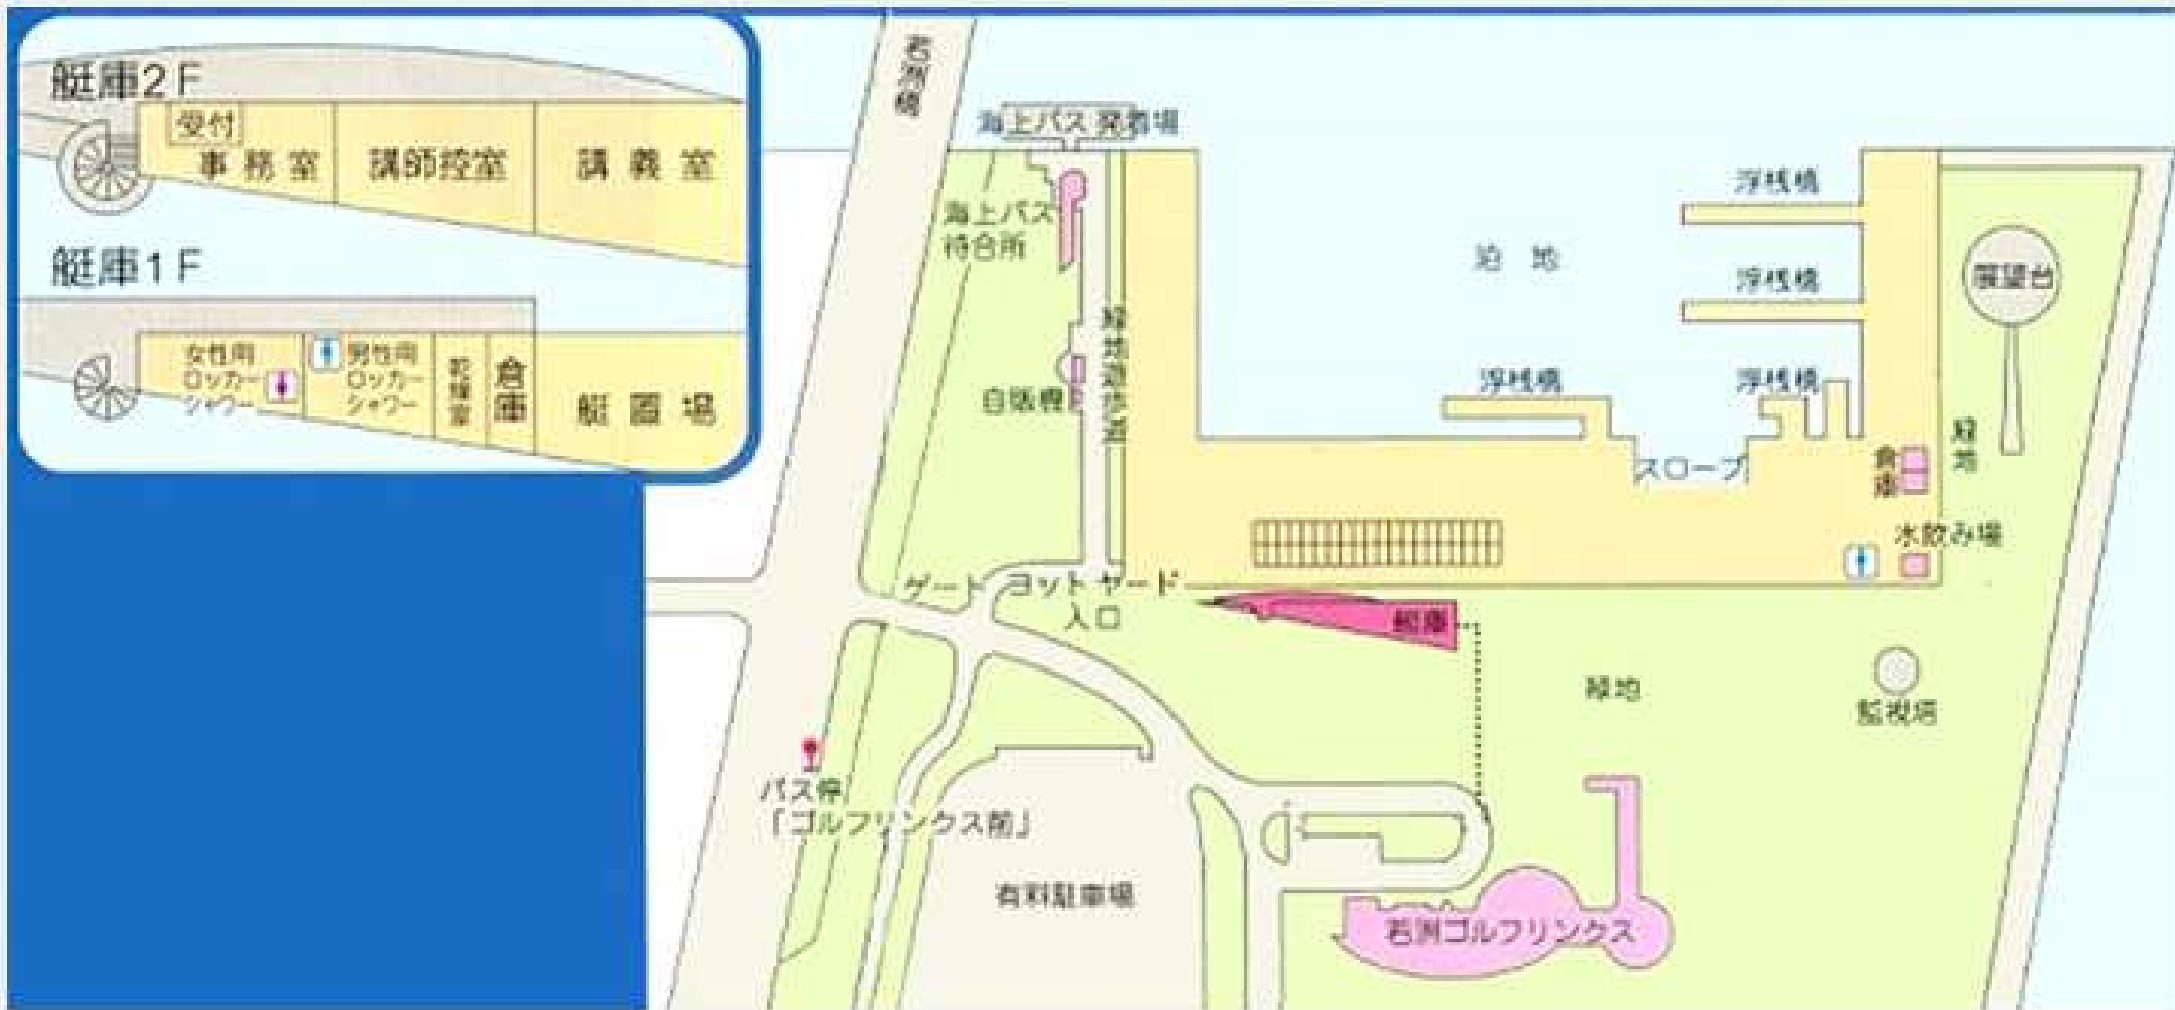 艇庫2F
受付
事務室
講師控室
講義室
艇庫1F
女性用
ロッカー
シャワー
男性用
ロッカー
シャワー
乾燥室
倉庫
艇置場
若洲橋
海上バス発着場
海上バス
待合所
自販機
泊地
浮桟橋
浮桟橋
浮桟橋
浮桟橋
スロープ
展望台
緑地
倉庫
水飲み場
ゲート
ヨットヤード
入口
艇庫
緑地
監視塔
バス停
「ゴルフリンクス前」
有料駐車場
若洲ゴルフリンクス